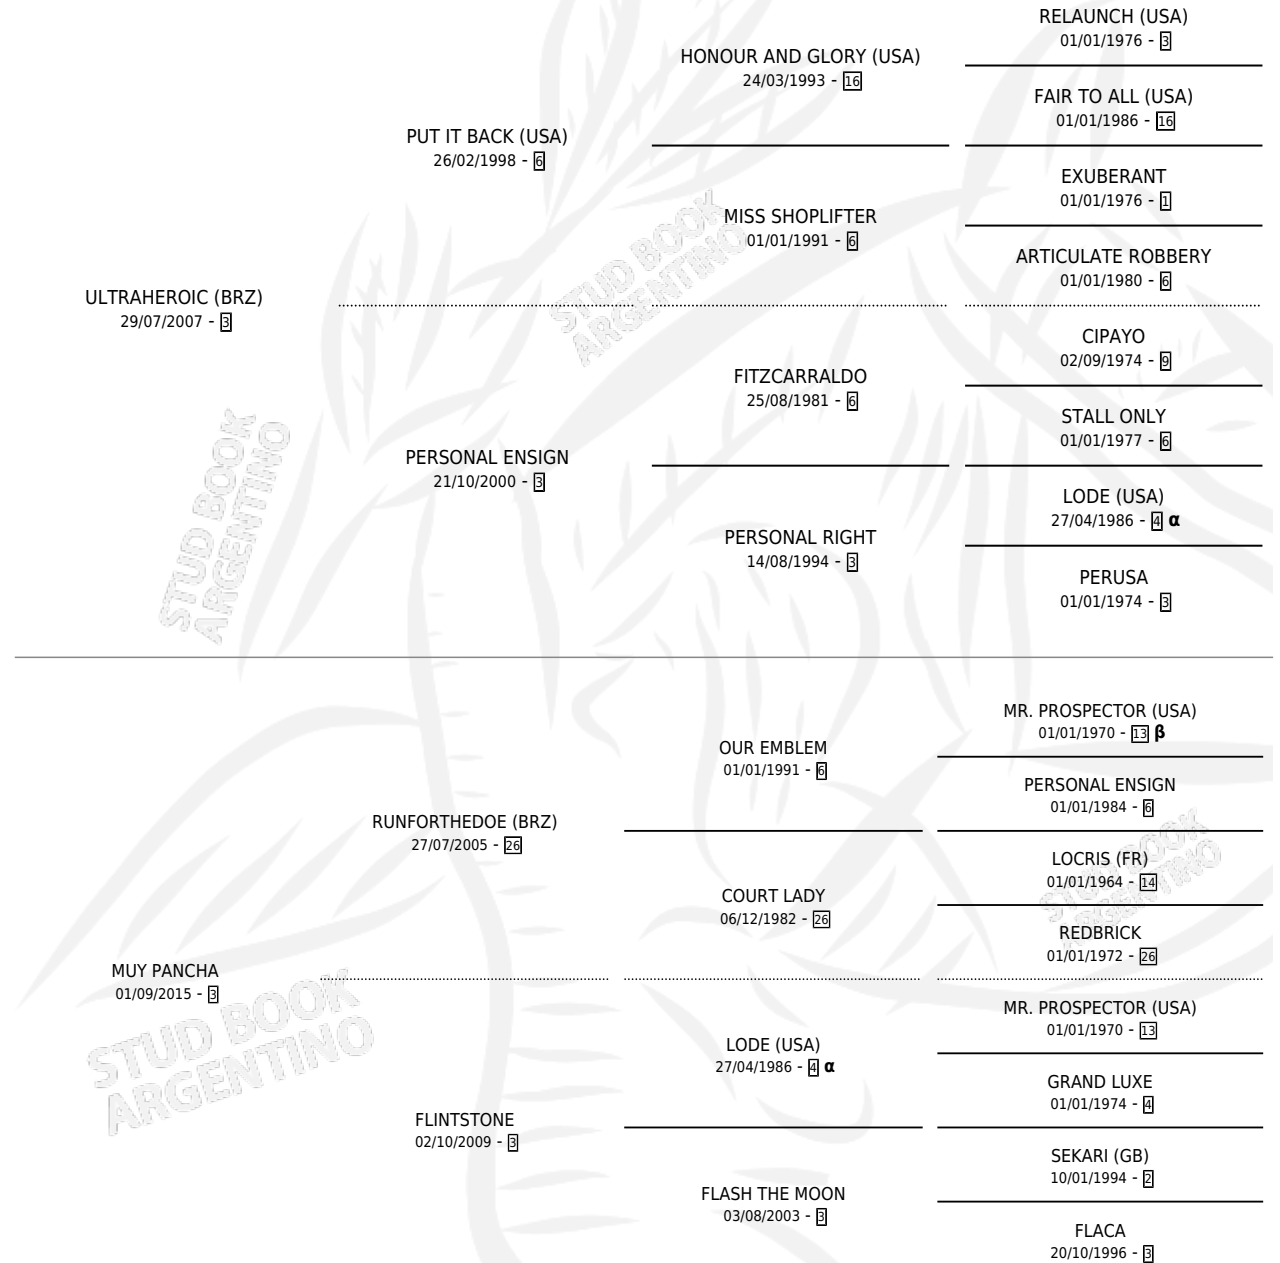 RELAUNCH (USA)
01/01/1976 - 3
HONOUR AND GLORY (USA)
24/03/1993 - 16
FAIR TO ALL (USA)
01/01/1986 - 16
PUT IT BACK (USA)
26/02/1998 - 6
EXUBERANT
01/01/1976 - 1
MISS SHOPLIFTER
01/01/1991 - 6
ARTICULATE ROBBERY
01/01/1980 - 6
ULTRAHEROIC (BRZ)
29/07/2007 - 3
STUD BOOK
ARGENTINO
CIPAYO
02/09/1974 - 9
FITZCARRALDO
25/08/1981 - 6
STALL ONLY
01/01/1977 - 6
PERSONAL ENSIGN
21/10/2000 - 3
LODE (USA)
27/04/1986 - 4 α
PERSONAL RIGHT
14/08/1994 - 3
PERUSA
01/01/1974 - 3
STUD BOOK
ARGENTINO
MR. PROSPECTOR (USA)
01/01/1970 - 13 β
OUR EMBLEM
01/01/1991 - 6
PERSONAL ENSIGN
01/01/1984 - 6
RUNFORTHEDOE (BRZ)
27/07/2005 - 26
LOCRIS (FR)
01/01/1964 - 14
COURT LADY
06/12/1982 - 26
REDBRICK
01/01/1972 - 26
STUD BOOK
ARGENTINO
MUY PANCHA
01/09/2015 - 3
STUD BOOK
ARGENTINO
MR. PROSPECTOR (USA)
01/01/1970 - 13
LODE (USA)
27/04/1986 - 4 α
GRAND LUXE
01/01/1974 - 4
FLINTSTONE
02/10/2009 - 3
SEKARI (GB)
10/01/1994 - 2
FLASH THE MOON
03/08/2003 - 3
FLACA
20/10/1996 - 3